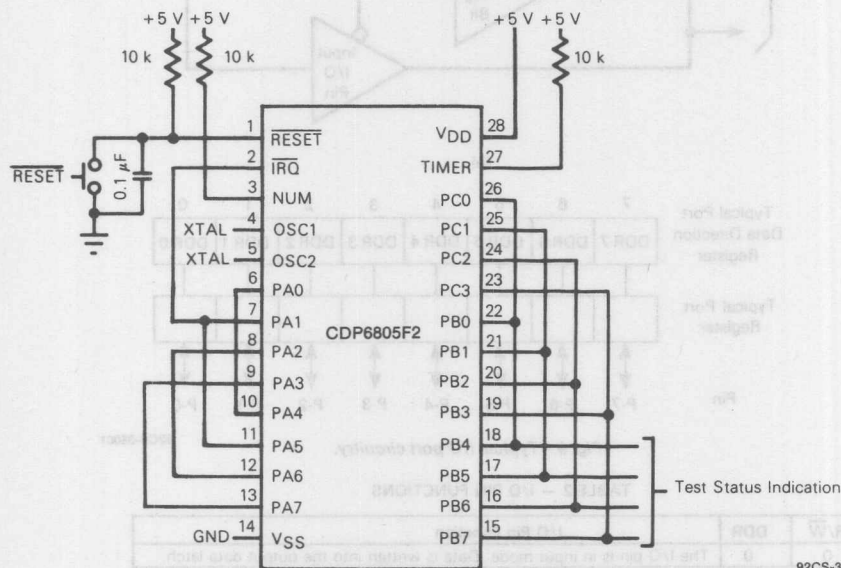 +5 V +5 V +5 V +5 V
10 k 10 k 10 k
1 RESET VDD 28
2 IRQ TIMER 27
RESET 0.1 µF
3 NUM PC0 26
XTAL 4 OSC1 PC1 25
XTAL 5 OSC2 PC2 24
6 PA0 PC3 23
7 PA1 PB0 22
CDP6805F2
8 PA2 PB1 21
9 PA3 PB2 20
10 PA4 PB3 19
11 PA5 PB4 18
12 PA6 PB5 17
Test Status Indication
13 PA7 PB6 16
GND 14 VSS PB7 15
92CS-3